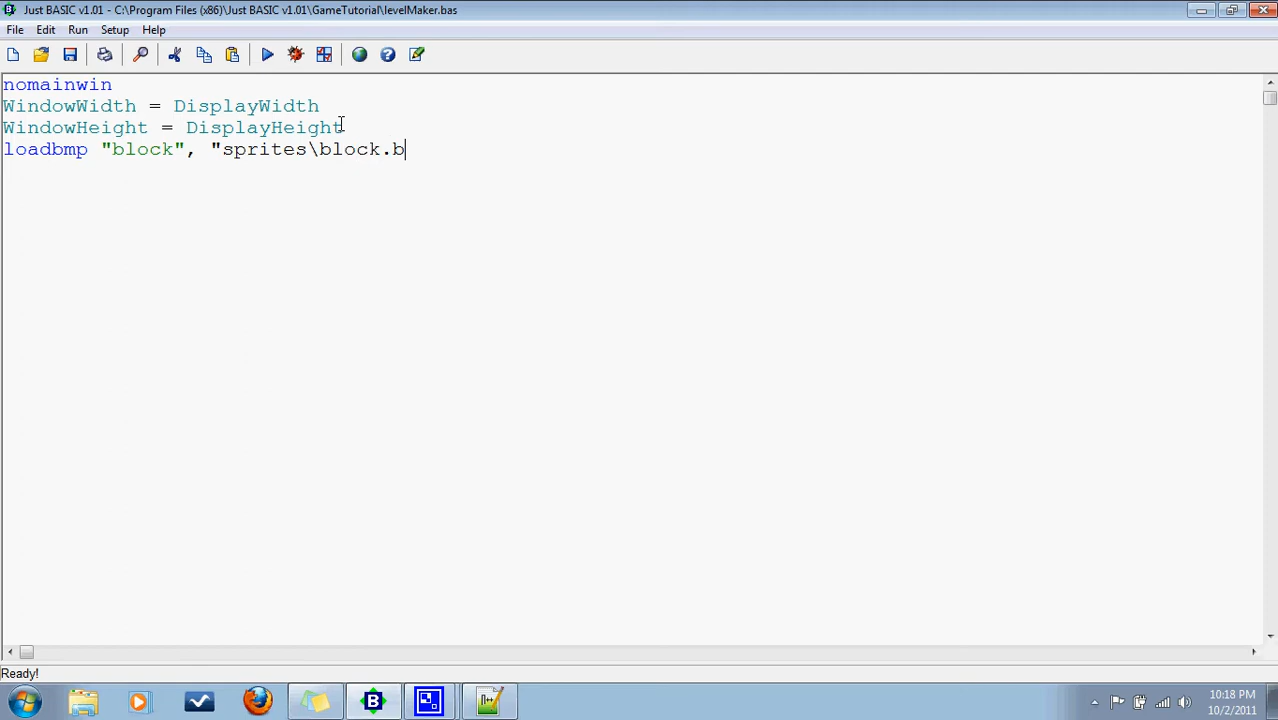 Just BASIC v1.01 - C:\Program Files (x86)\Just BASIC v1.01\GameTutorial\levelMaker.bas
File Edit Run Setup Help
nomainwin
WindowWidth = DisplayWidth
WindowHeight = DisplayHeight
loadbmp "block", "sprites\block.b
Ready!
10:18 PM
10/2/2011